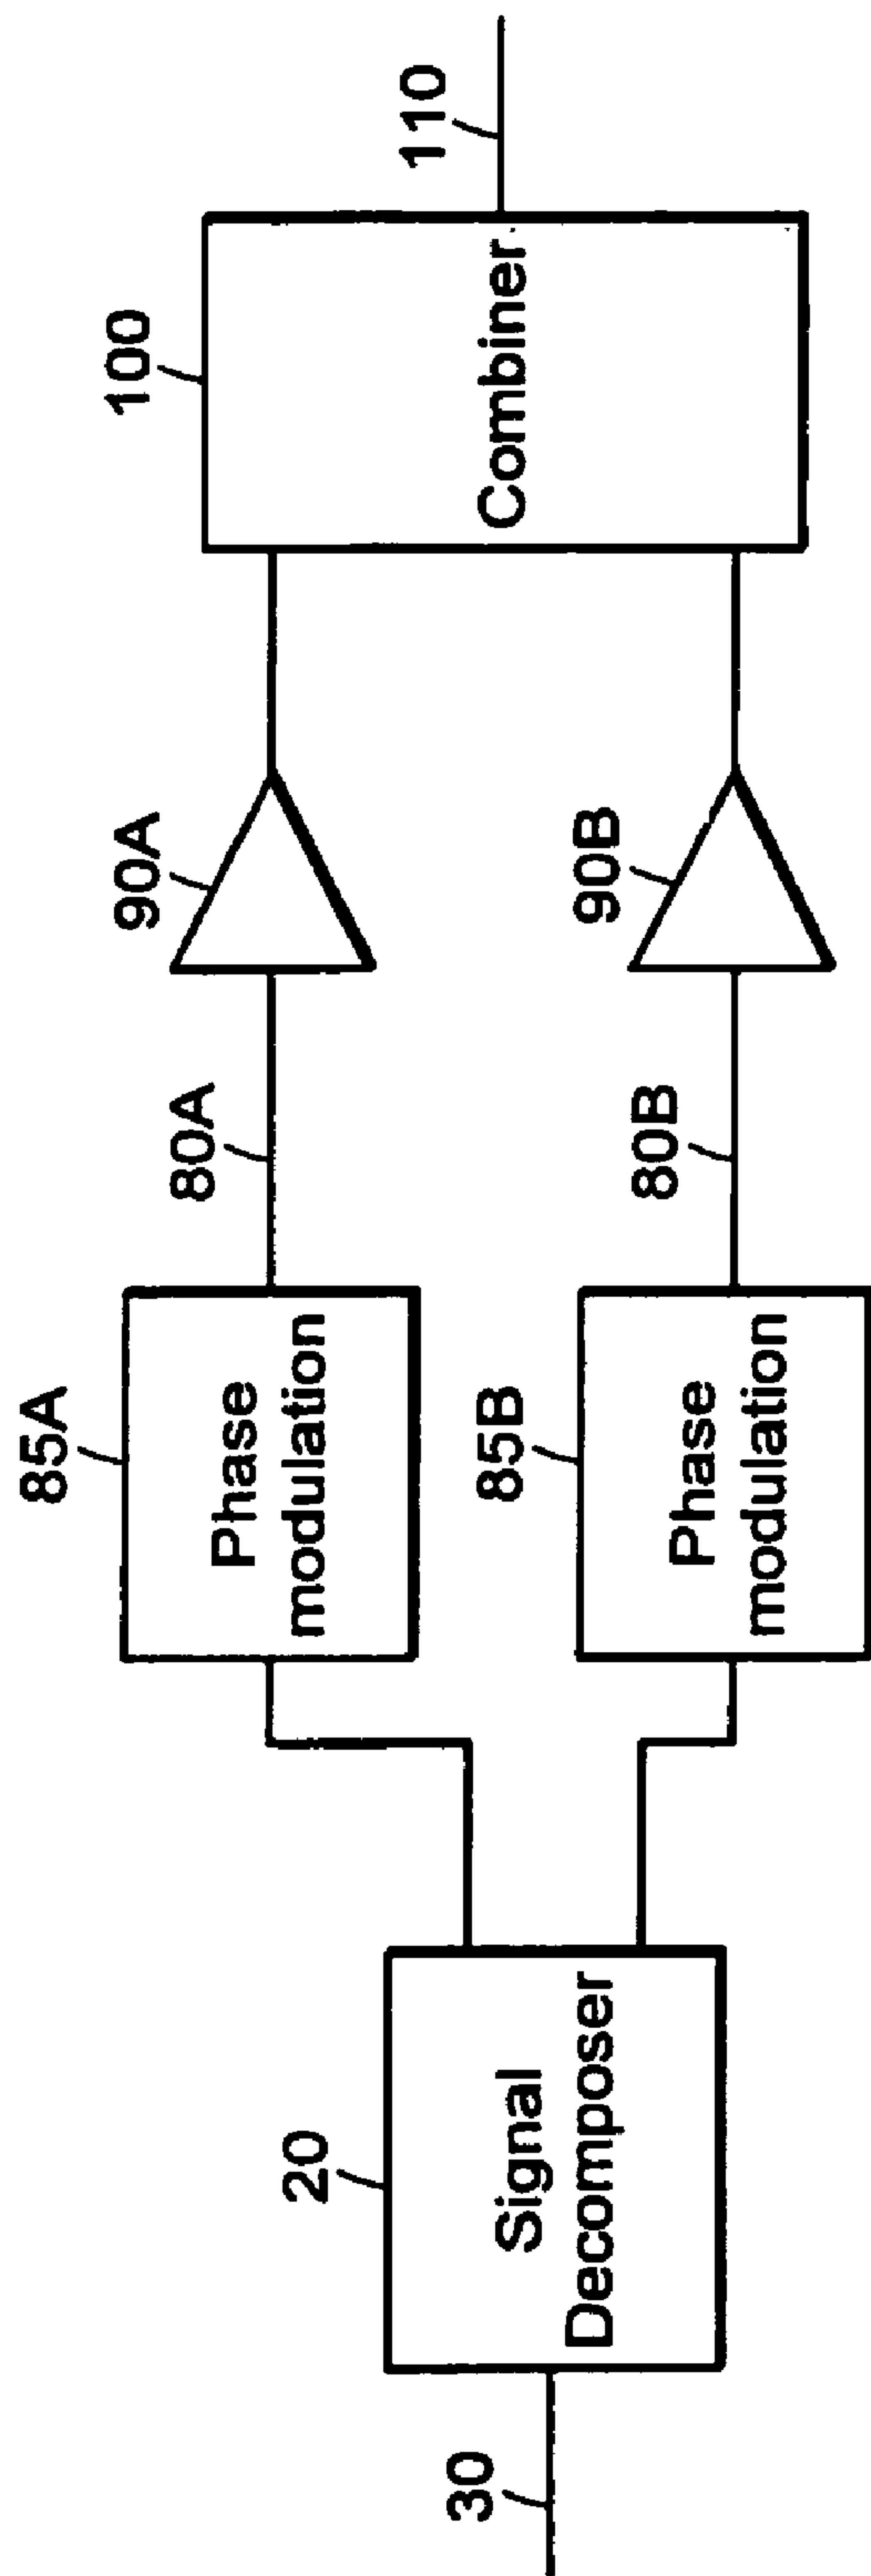 30
20
Signal
Decomposer
85A
Phase
modulation
85B
Phase
modulation
80A
80B
90A
90B
100
Combiner
110